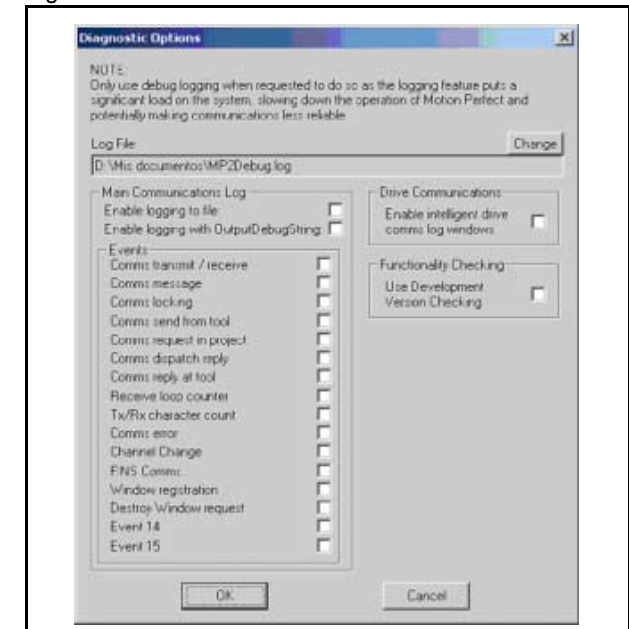 Diagnostic Options
NOTE:
Only use debug logging when requested to do so as the logging feature puts a
significant load on the system, slowing down the operation of Motion Perfect and
potentially making communications less reliable
Log File
Change
D:\Mis documentos\MP2Debug.log
Main Communications Log
Enable logging to file
Enable logging with OutputDebugString:
Events
Comms transmit / receive
Comms message
Comms locking
Comms send from tool
Comms request in project
Comms dispatch reply
Comms reply at tool
Receive loop counter
Tx/Rx character count
Comms error
Channel Change
FINS Comms
Window registration
Destroy Window request
Event 14
Event 15
Drive Communications
Enable intelligent drive
comms log windows
Functionality Checking
Use Development
Version Checking
OK
Cancel